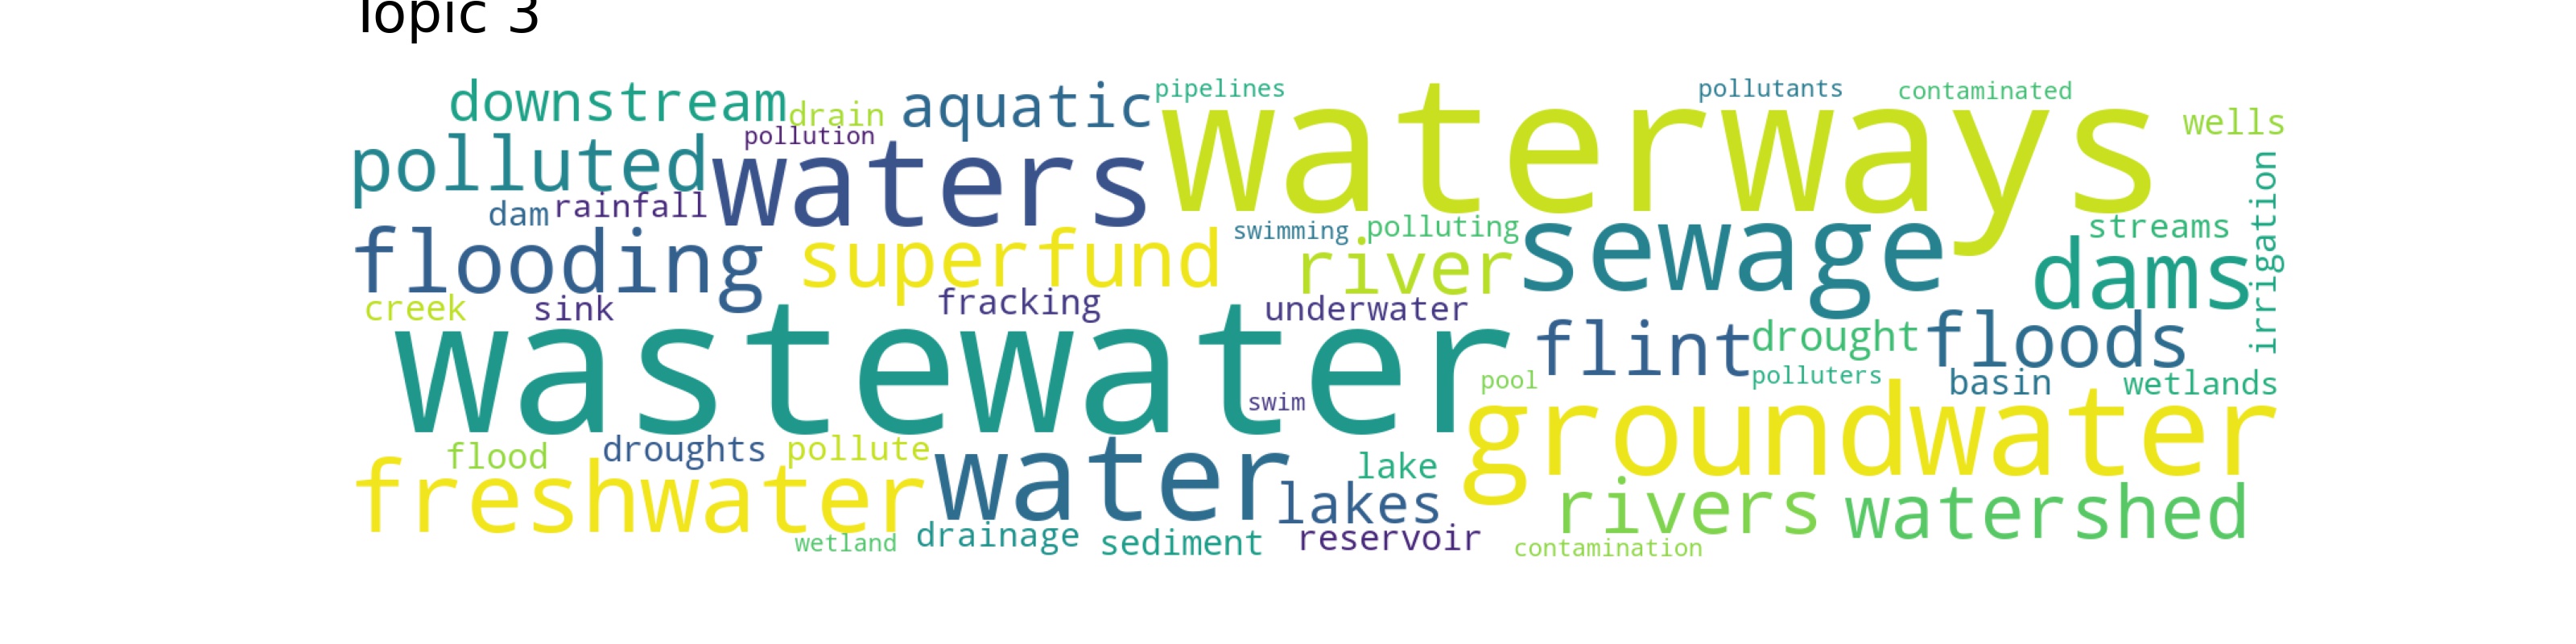 Topic 3
downstream drain aquatic pipelines pollutants contaminated
polluted pollution waters waterways wells
dam rainfall swimming polluting streams irrigation
flooding superfund river sewage dams
creek sink fracking underwater
wastewater flint drought floods
swim pool polluters basin wetlands
flood droughts pollute water lake groundwater
freshwater lakes rivers watershed
wetland drainage sediment reservoir contamination